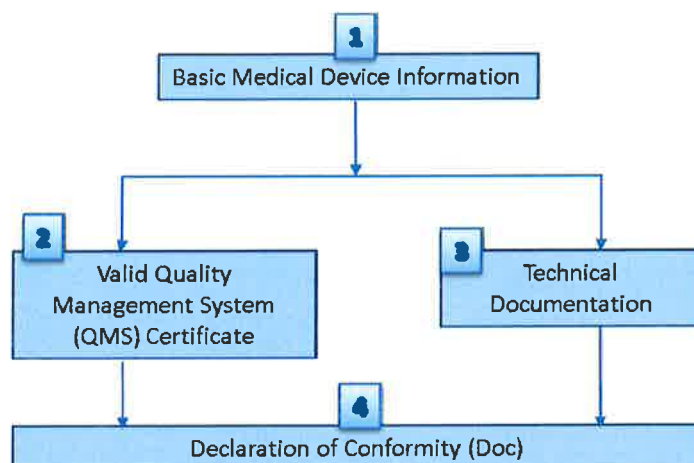 1
Basic Medical Device Information
2
Valid Quality
Management System
(QMS) Certificate
3
Technical
Documentation
4
Declaration of Conformity (Doc)